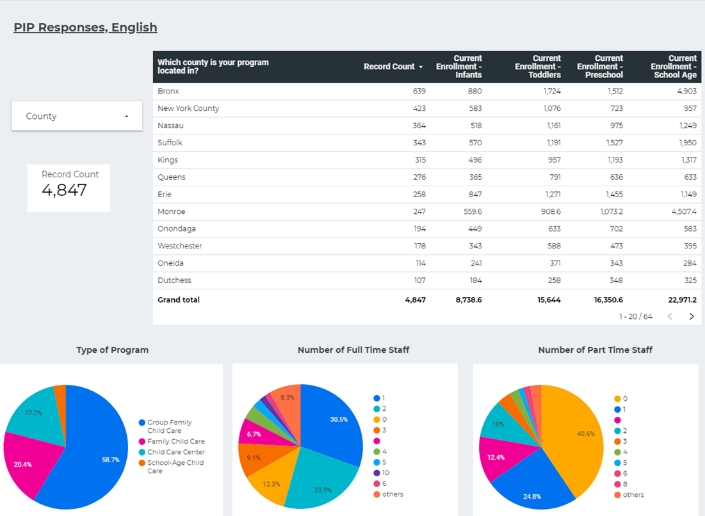 PIP Responses, English
County
Record Count
4,847
Which county is your program located in? Record Count Current Enrollment - Infants Current Enrollment - Toddlers Current Enrollment - Preschool Current Enrollment - School Age
Bronx 639 880 1,724 1,512 4,903
New York County 423 583 1,076 723 957
Nassau 364 518 1,161 975 1,249
Suffolk 343 570 1,191 1,527 1,950
Kings 315 496 957 1,193 1,317
Queens 276 365 791 636 633
Erie 258 847 1,271 1,455 1,149
Monroe 247 559.6 908.6 1,073.2 4,507.4
Onondaga 194 449 633 702 583
Westchester 178 343 588 473 395
Oneida 114 241 371 343 284
Dutchess 107 184 258 348 325
Grand total 4,847 8,738.6 15,644 16,350.6 22,971.2
1 - 20 / 64
Type of Program
17.7%
20.4%
58.7%
Group Family
Child Care
Family Child Care
Child Care Center
School-Age Child
Care
Number of Full Time Staff
8.3%
30.5%
6.7%
9.1%
12.3%
23.9%
1
2
0
3
4
5
10
6
others
Number of Part Time Staff
40.6%
10%
12.4%
24.8%
0
1
2
3
4
5
6
8
others